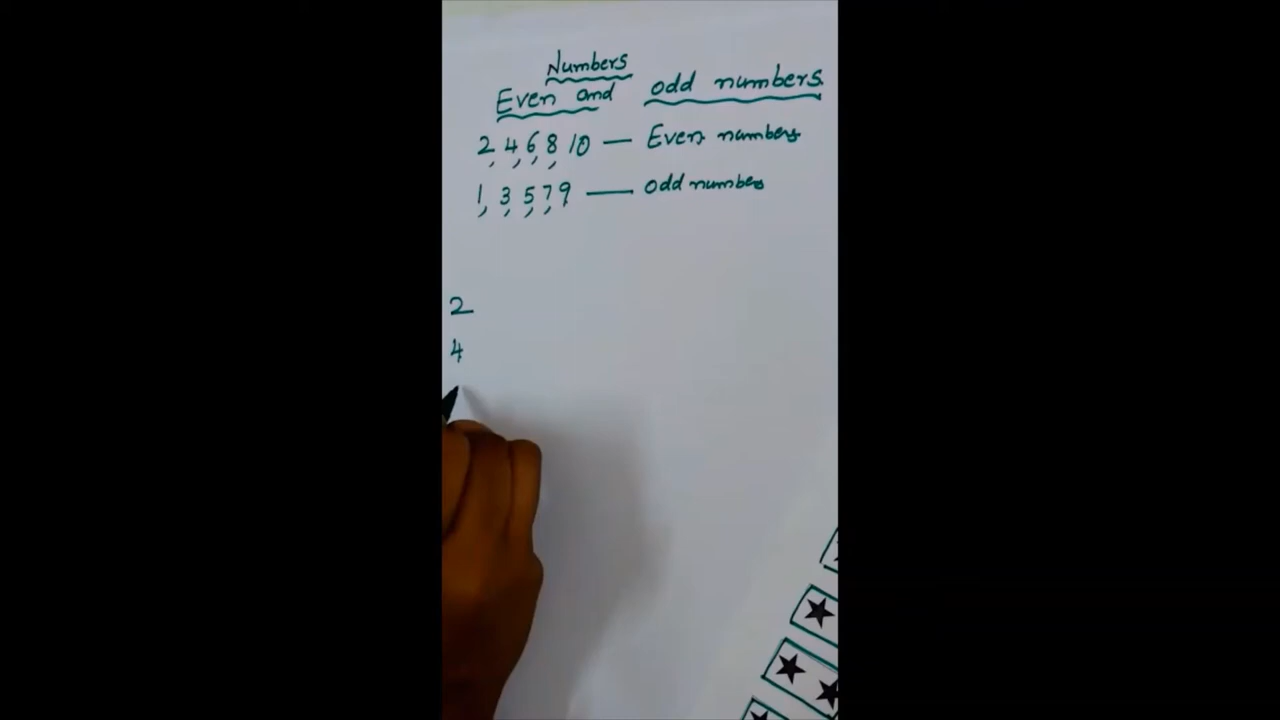 Numbers
Even and odd numbers.
2, 4, 6, 8, 10 — Even numbers
1, 3, 5, 7, 9 — odd numbers
2
4